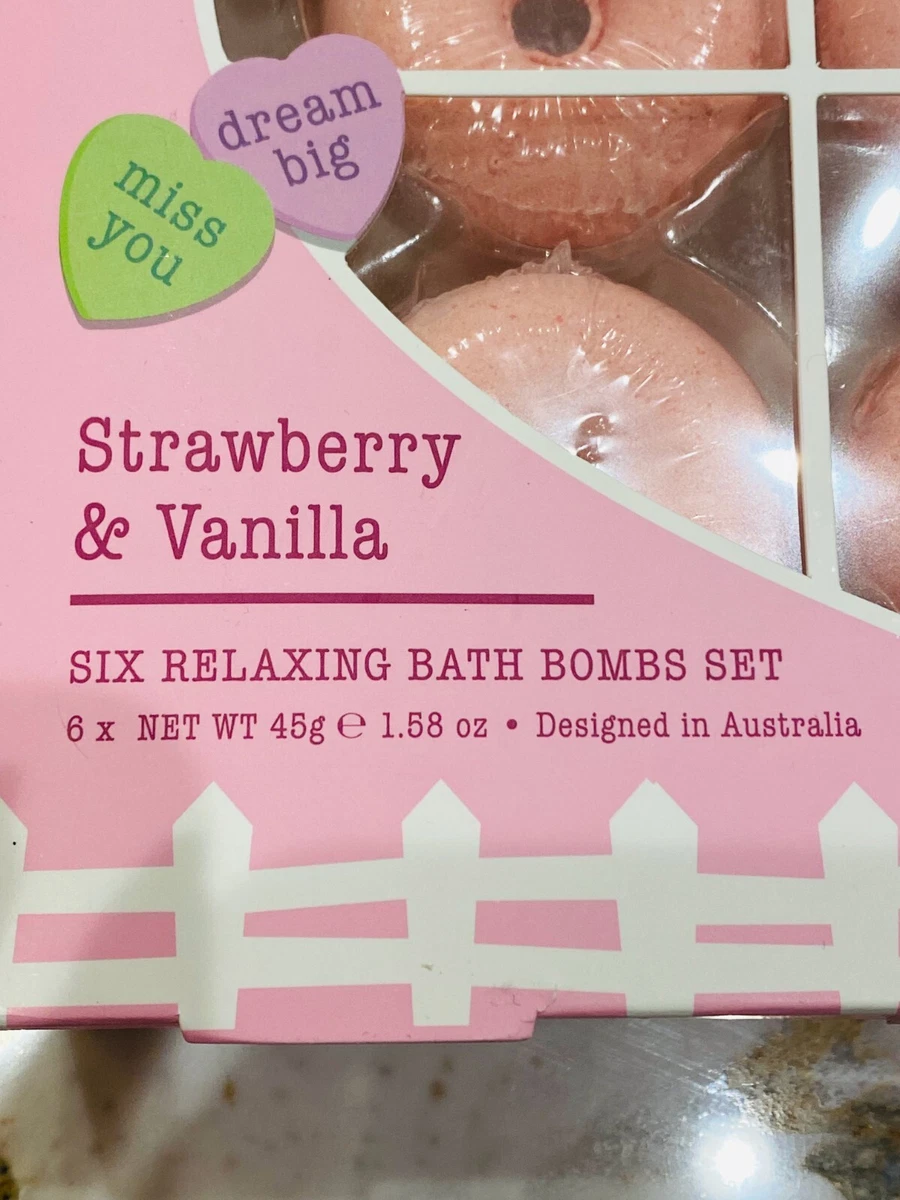 dream
big
miss
you
Strawberry
& Vanilla
SIX RELAXING BATH BOMBS SET
6 x NET WT 45g ℮ 1.58 oz • Designed in Australia